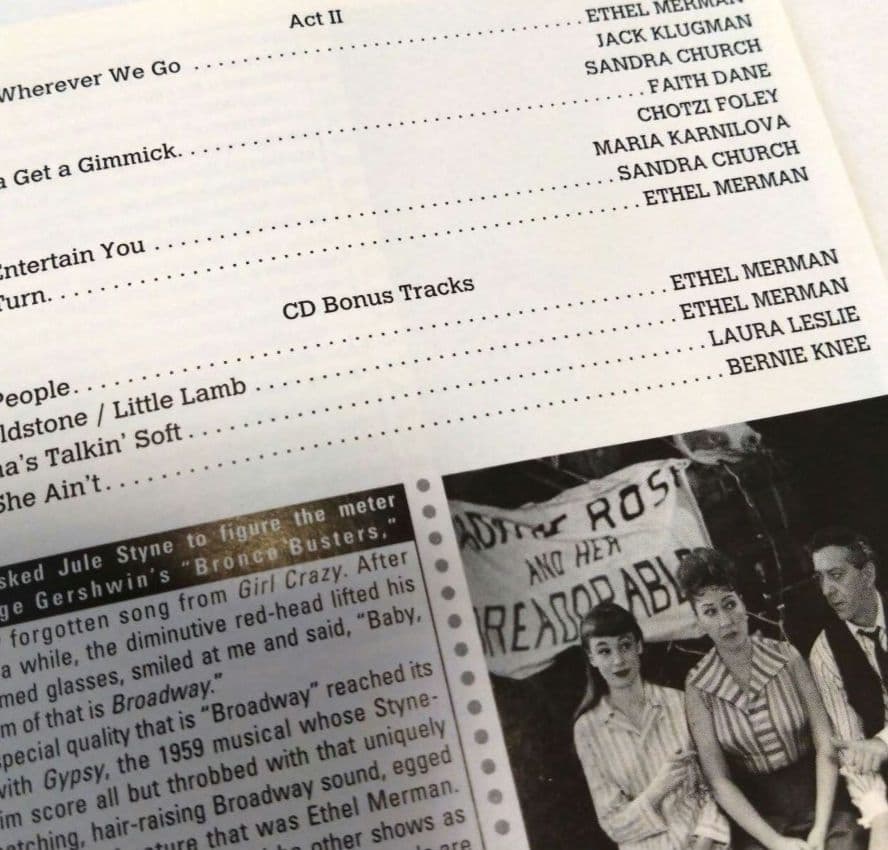 Act II
Wherever We Go ........................................ ETHEL MERMAN
JACK KLUGMAN
SANDRA CHURCH
a Get a Gimmick. ........................................ FAITH DANE
CHOTZI FOLEY
MARIA KARNILOVA
Entertain You ........................................ SANDRA CHURCH
Turn. ........................................ ETHEL MERMAN
CD Bonus Tracks
People. ........................................ ETHEL MERMAN
ldstone / Little Lamb ........................................ ETHEL MERMAN
na's Talkin' Soft ........................................ LAURA LESLIE
She Ain't. ........................................ BERNIE KNEE
sked Jule Styne to figure the meter
ge Gershwin's "Bronco Busters,"
forgotten song from Girl Crazy. After
a while, the diminutive red-head lifted his
med glasses, smiled at me and said, "Baby,
m of that is Broadway."
special quality that is "Broadway" reached its
with Gypsy, the 1959 musical whose Styne-
im score all but throbbed with that uniquely
tching, hair-raising Broadway sound, egged
ture that was Ethel Merman.
other shows as
are
ROSE
AND HER
READORABLE